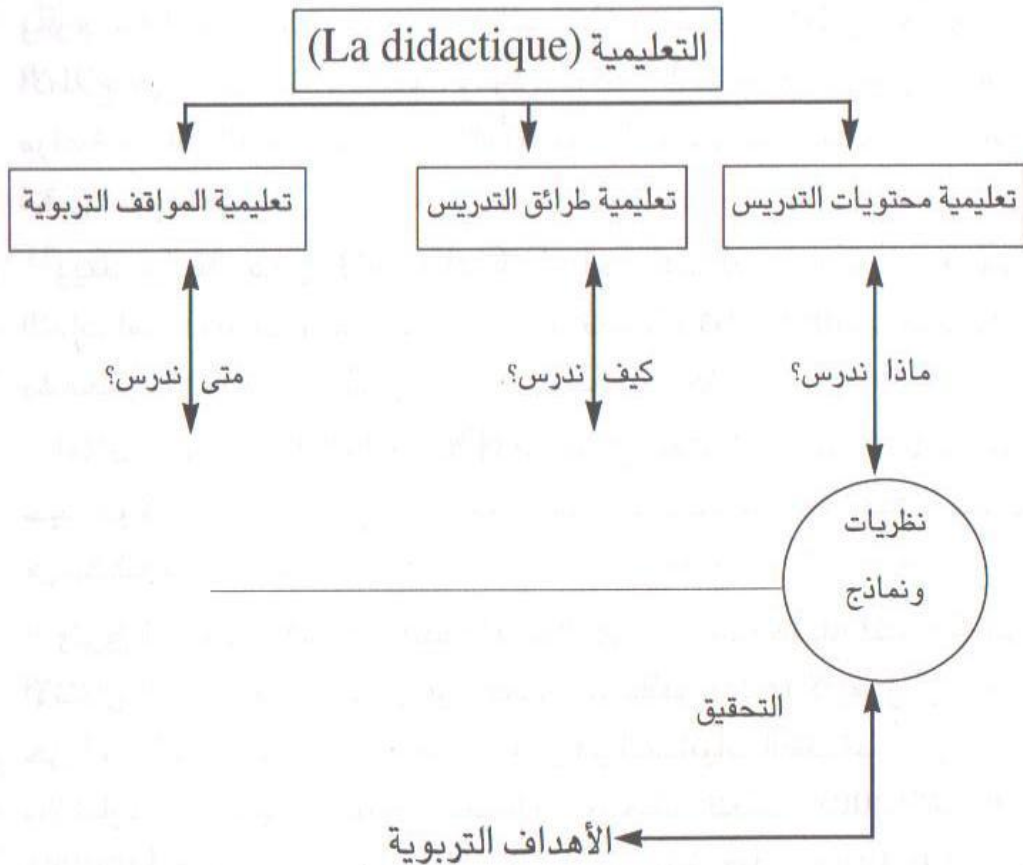 التعليمية (La didactique)
تعليمية محتويات التدريس
تعليمية طرائق التدريس
تعليمية المواقف التربوية
ماذا ندرس؟
كيف ندرس؟
متى ندرس؟
نظريات
ونماذج
التحقيق
الأهداف التربوية